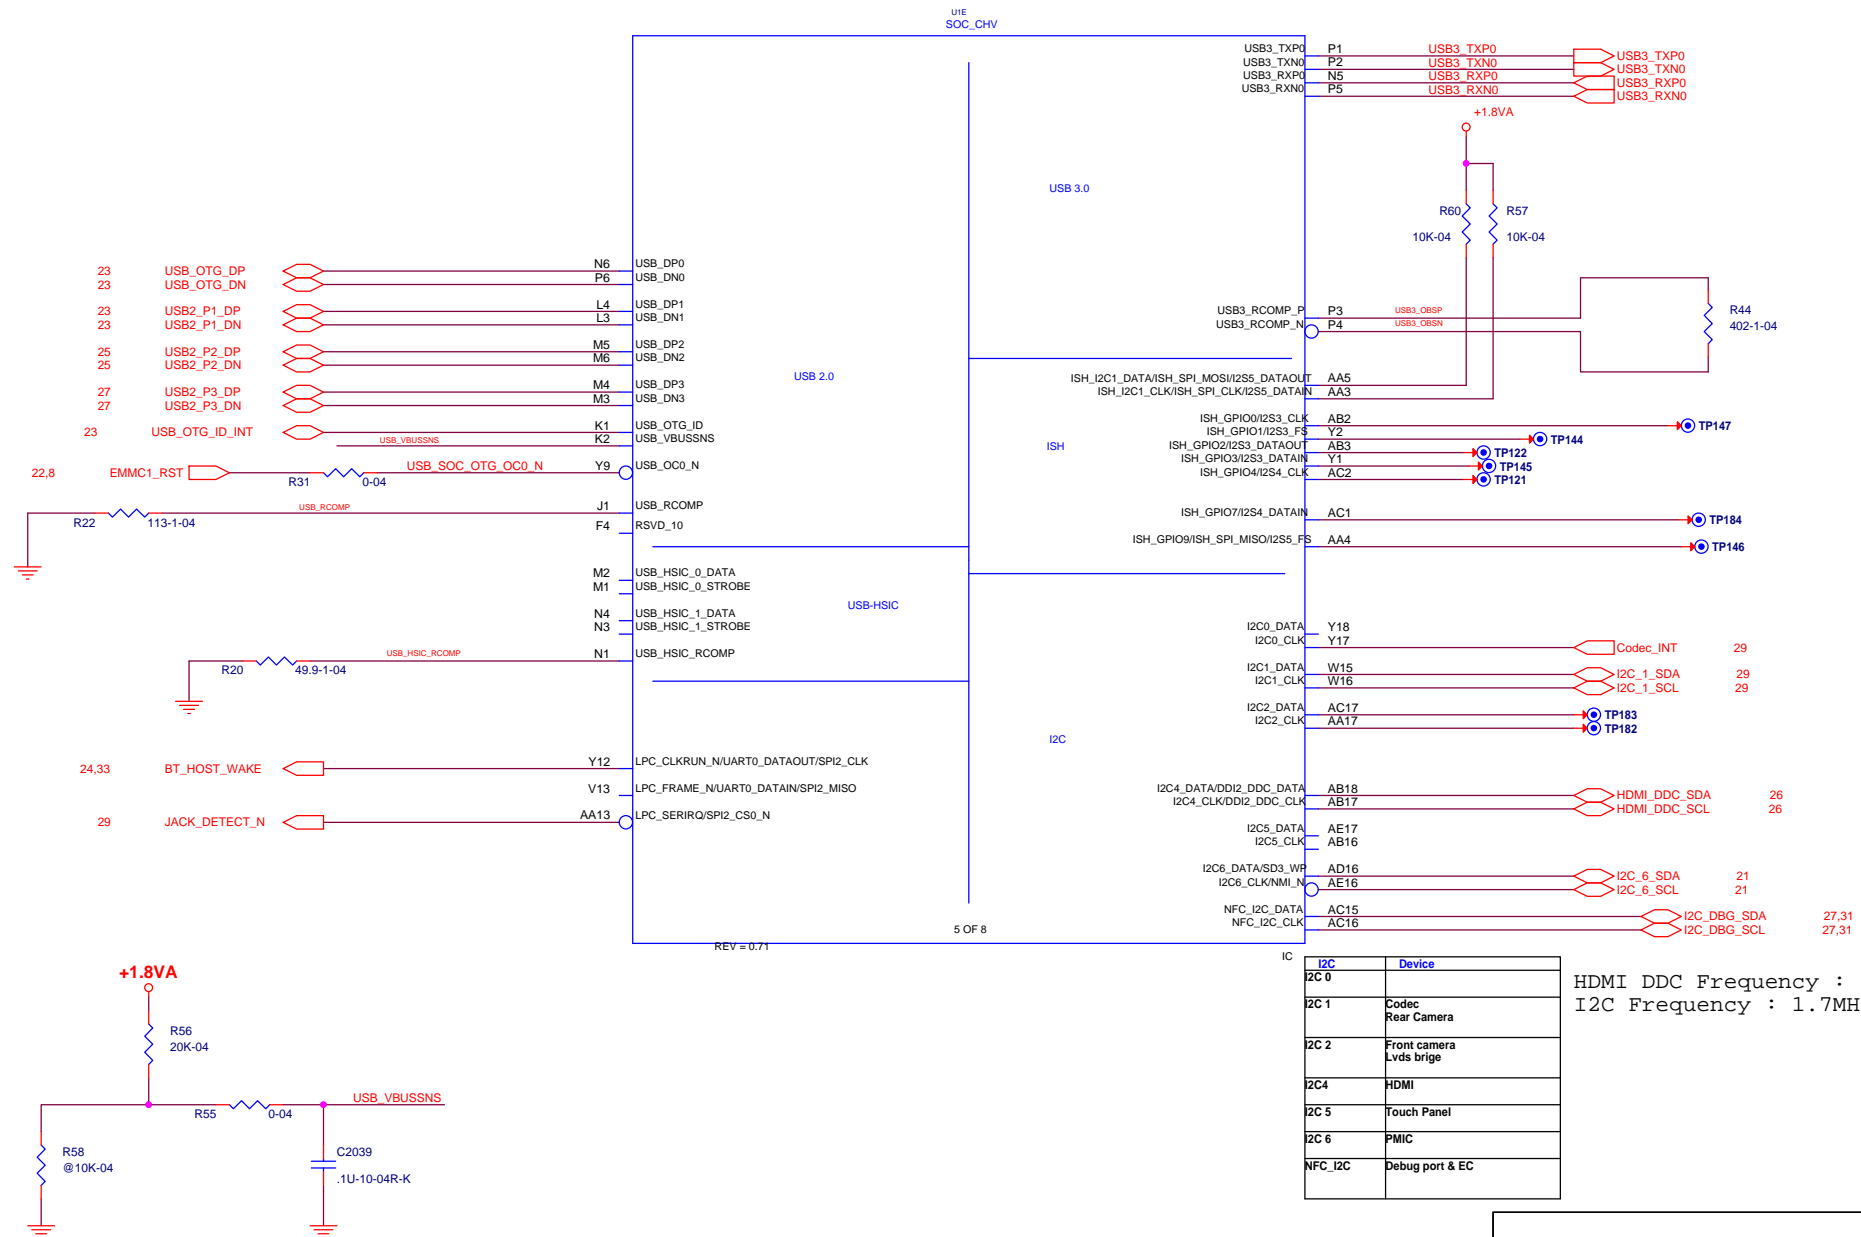 U1E
SOC_CHV
USB3_TXP0 P1 USB3_TXP0 USB3_TXP0
USB3_TXN0 P2 USB3_TXN0 USB3_TXN0
USB3_RXP0 N5 USB3_RXP0 USB3_RXP0
USB3_RXN0 P5 USB3_RXN0 USB3_RXN0
+1.8VA
USB 3.0
R60 R57
10K-04 10K-04
23 USB_OTG_DP N6 USB_DP0
23 USB_OTG_DN P6 USB_DN0
23 USB2_P1_DP L4 USB_DP1
23 USB2_P1_DN L3 USB_DN1
USB3_RCOMP_P P3 USB3_OBSP
USB3_RCOMP_N P4 USB3_OBSN
R44
402-1-04
25 USB2_P2_DP M5 USB_DP2
25 USB2_P2_DN M6 USB_DN2
USB 2.0
27 USB2_P3_DP M4 USB_DP3
27 USB2_P3_DN M3 USB_DN3
ISH_I2C1_DATA/ISH_SPI_MOSI/I2S5_DATAOUT AA5
ISH_I2C1_CLK/ISH_SPI_CLK/I2S5_DATAIN AA3
23 USB_OTG_ID_INT K1 USB_OTG_ID
USB_VBUSSNS K2 USB_VBUSSNS
ISH_GPIO0/I2S3_CLK AB2 TP147
ISH_GPIO1/I2S3_FS Y2 TP144
ISH_GPIO2/I2S3_DATAOUT AB3 TP122
ISH_GPIO3/I2S3_DATAIN Y1 TP145
ISH_GPIO4/I2S4_CLK AC2 TP121
ISH
22,8 EMMC1_RST R31 0-04 USB_SOC_OTG_OC0_N Y9 USB_OC0_N
R22 113-1-04 USB_RCOMP J1 USB_RCOMP
F4 RSVD_10
ISH_GPIO7/I2S4_DATAIN AC1 TP184
ISH_GPIO9/ISH_SPI_MISO/I2S5_FS AA4 TP146
M2 USB_HSIC_0_DATA
M1 USB_HSIC_0_STROBE
USB-HSIC
N4 USB_HSIC_1_DATA
N3 USB_HSIC_1_STROBE
R20 49.9-1-04 USB_HSIC_RCOMP N1 USB_HSIC_RCOMP
I2C0_DATA Y18
I2C0_CLK Y17 Codec_INT 29
I2C1_DATA W15 I2C_1_SDA 29
I2C1_CLK W16 I2C_1_SCL 29
I2C2_DATA AC17 TP183
I2C2_CLK AA17 TP182
I2C
24,33 BT_HOST_WAKE Y12 LPC_CLKRUN_N/UART0_DATAOUT/SPI2_CLK
V13 LPC_FRAME_N/UART0_DATAIN/SPI2_MISO
29 JACK_DETECT_N AA13 LPC_SERIRQ/SPI2_CS0_N
I2C4_DATA/DDI2_DDC_DATA AB18 HDMI_DDC_SDA 26
I2C4_CLK/DDI2_DDC_CLK AB17 HDMI_DDC_SCL 26
I2C5_DATA AE17
I2C5_CLK AB16
I2C6_DATA/SD3_WP AD16 I2C_6_SDA 21
I2C6_CLK/NMI_N AE16 I2C_6_SCL 21
NFC_I2C_DATA AC15 I2C_DBG_SDA 27,31
NFC_I2C_CLK AC16 I2C_DBG_SCL 27,31
5 OF 8
REV = 0.71
IC
I2C Device
I2C 0
I2C 1 Codec
Rear Camera
I2C 2 Front camera
Lvds brige
I2C4 HDMI
I2C 5 Touch Panel
I2C 6 PMIC
NFC_I2C Debug port & EC
HDMI DDC Frequency :
I2C Frequency : 1.7MH
+1.8VA
R56
20K-04
R55 0-04 USB_VBUSSNS
R58
@10K-04
C2039
.1U-10-04R-K